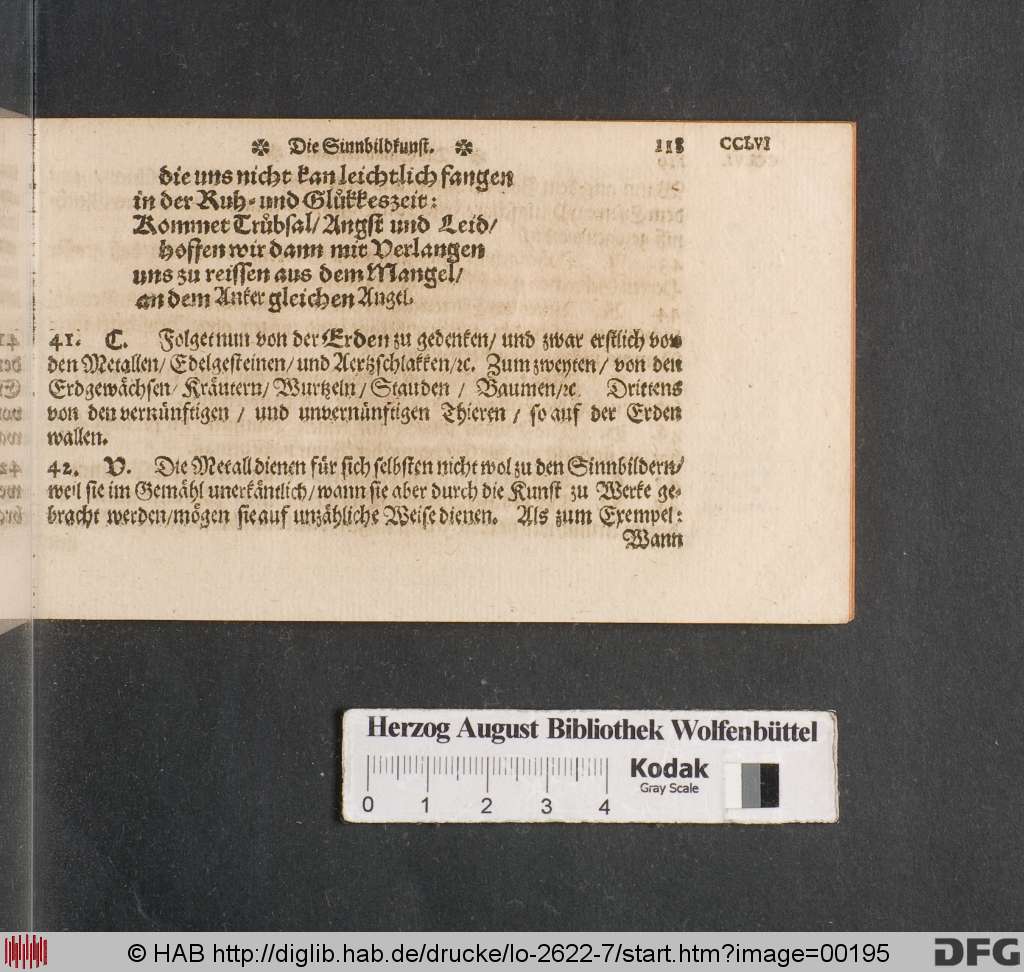 ✼ Die Sinnbildkunst. ✼ 118 CCLVI
die uns nicht kan leichtlich fangen
in der Ruh- und Gluͤkkeszeit:
Kommet Truͤbsal/ Angst und Leid/
hoffen wir dann mit Verlangen
uns zu reissen aus dem Mangel/
an dem Anker gleichen Angel.
41. C. Folget nun von der Erden zu gedenken/ und zwar erstlich von
den Metallen/ Edelgesteinen/ und Aertzschlakken/ ꝛc. Zum zweyten/ von den
Erdgewächsen/ Kräutern/ Wurtzeln/ Stauden/ Baumen/ ꝛc. Drittens
von den vernünftigen/ und unvernünftigen Thieren/ so auf der Erden
wallen.
42. V. Die Metall dienen für sich selbsten nicht wol zu den Sinnbildern/
weil sie im Gemähl unerkäntlich/ wann sie aber durch die Kunst zu Werke ge-
bracht werden/ mögen sie auf unzähliche Weise dienen. Als zum Exempel:
Wann
Herzog August Bibliothek Wolfenbüttel
Kodak
Gray Scale
0 1 2 3 4
© HAB http://diglib.hab.de/drucke/lo-2622-7/start.htm?image=00195
DFG